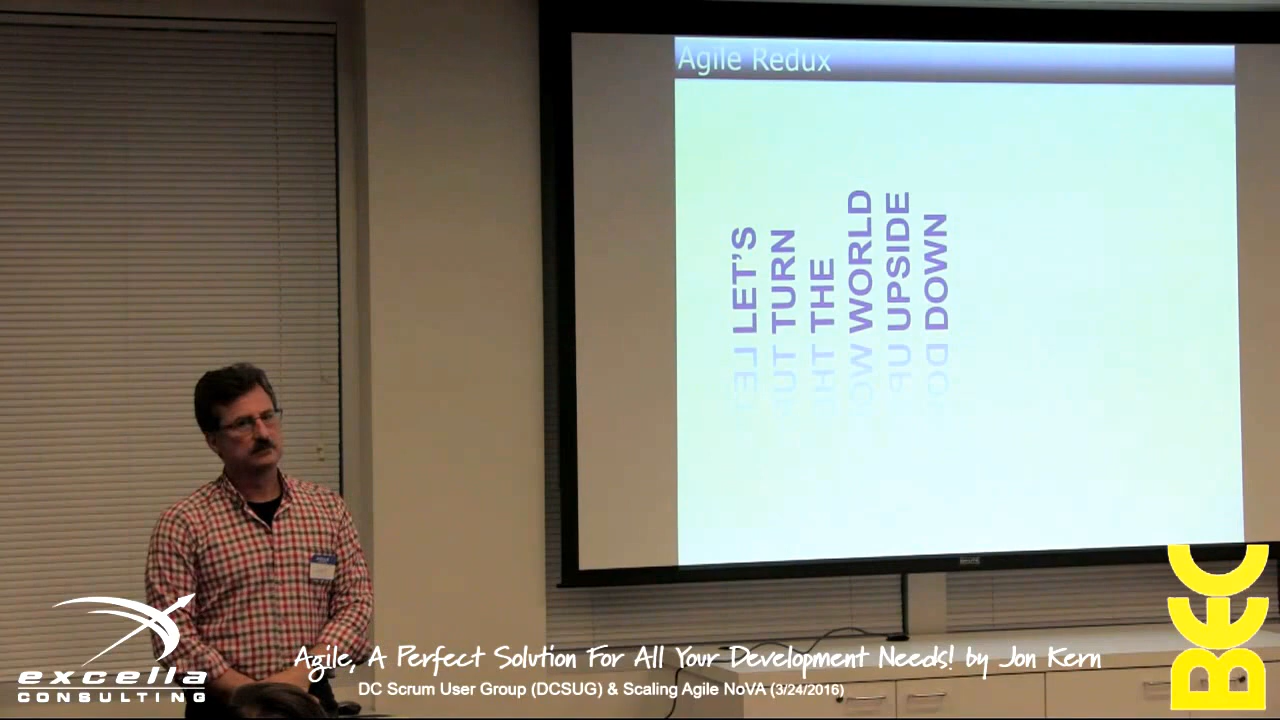 Agile Redux
LET'S
TURN
THE
WORLD
UPSIDE
DOWN
excella
CONSULTING
Agile, A Perfect Solution For All Your Development Needs! by Jon Kern
DC Scrum User Group (DCSUG) & Scaling Agile NoVA (3/24/2016)
BEC